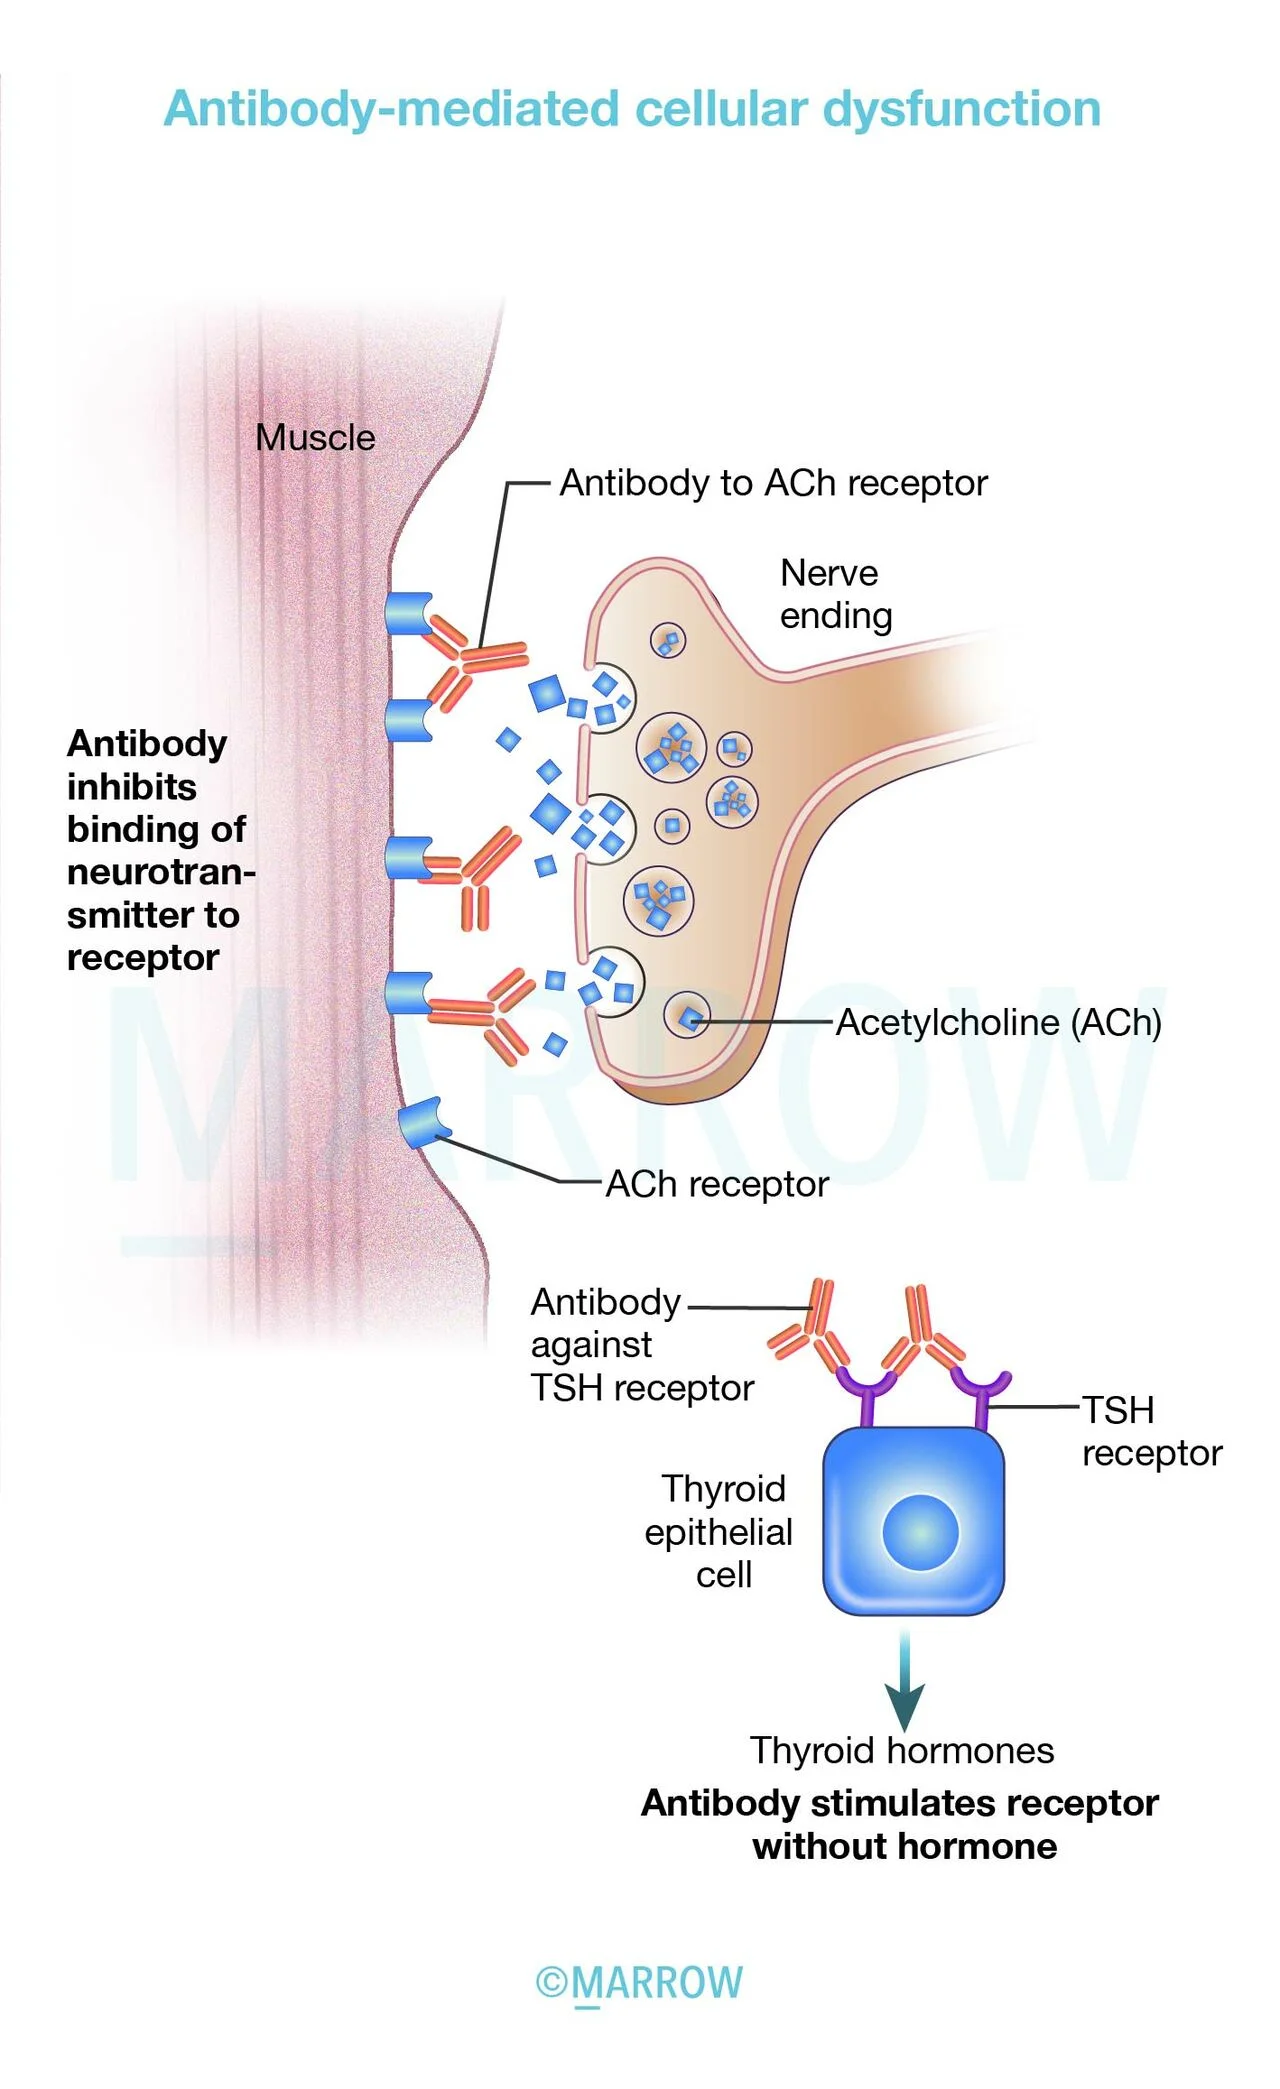 Antibody-mediated cellular dysfunction
Muscle
Antibody to ACh receptor
Nerve
ending
Antibody
inhibits
binding of
neurotran-
smitter to
receptor
Acetylcholine (ACh)
MARROW
ACh receptor
Antibody
against
TSH receptor
TSH
receptor
Thyroid
epithelial
cell
Thyroid hormones
Antibody stimulates receptor
without hormone
©MARROW